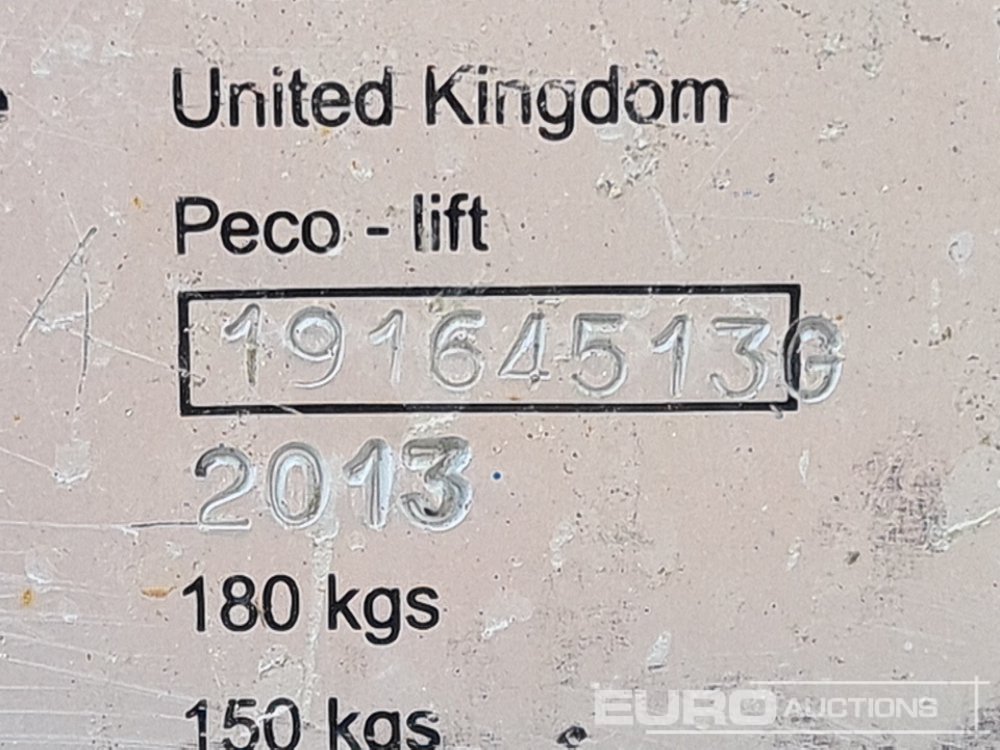 United Kingdom
Peco - lift
19164513G
2013
180 kgs
150 kgs
EURO AUCTIONS